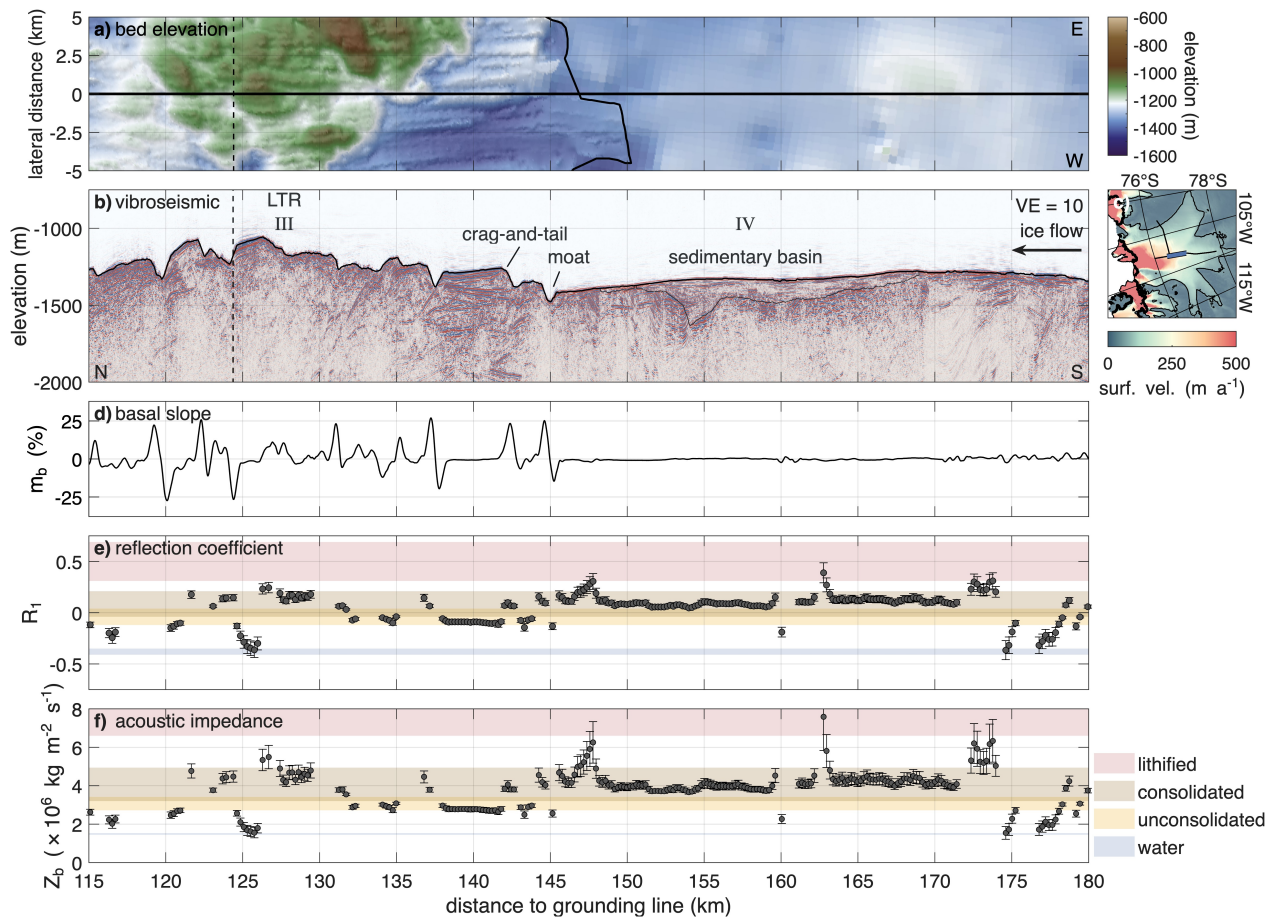 a) bed elevation
E
W
5
2.5
0
-2.5
-5
lateral distance (km)
-600
-800
-1000
-1200
-1400
-1600
elevation (m)
b) vibroseismic
LTR
III
crag-and-tail
moat
IV
sedimentary basin
VE = 10
ice flow
N
S
-1000
-1500
-2000
elevation (m)
76°S 78°S
105°W
115°W
0 250 500
surf. vel. (m a⁻¹)
d) basal slope
25
0
-25
m_b (%)
e) reflection coefficient
0.5
0
-0.5
R₁
f) acoustic impedance
8
6
4
2
0
Z_b (×10⁶ kg m⁻² s⁻¹)
115 120 125 130 135 140 145 150 155 160 165 170 175 180
distance to grounding line (km)
lithified
consolidated
unconsolidated
water